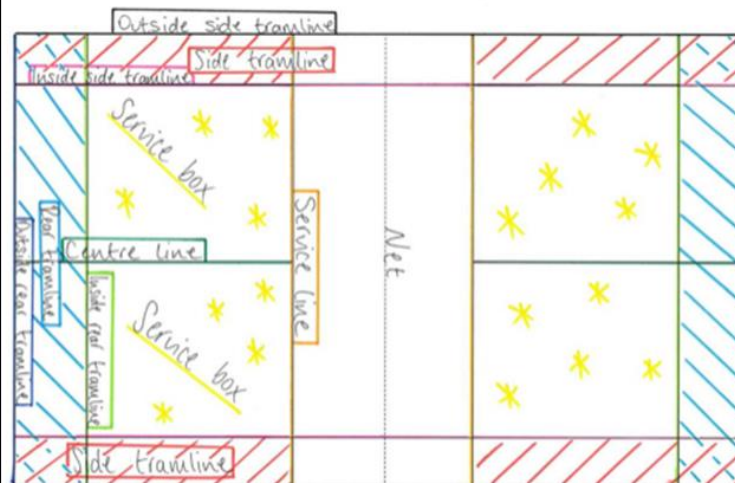 Outside side tramline
Side tramline
Inside side tramline
Service box
Centre line
Service line
Net
Rear tramline
Outside rear tramline
Inside rear tramline
Service box
Side tramline